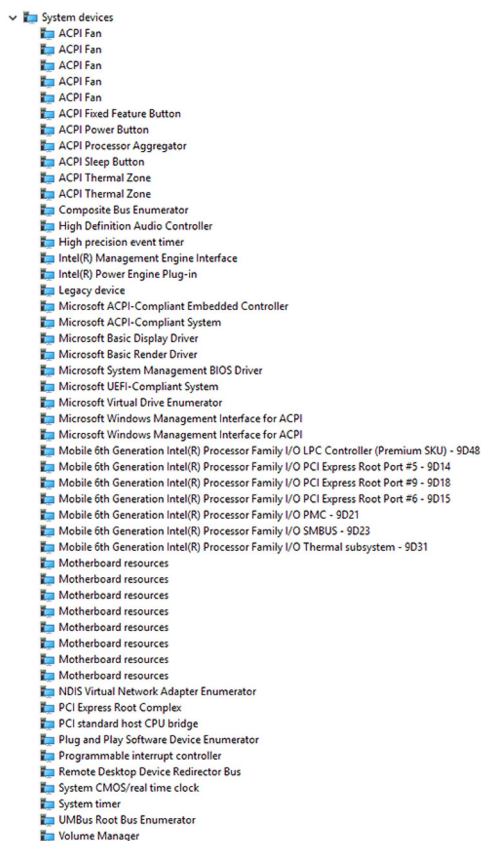 System devices
ACPI Fan
ACPI Fan
ACPI Fan
ACPI Fan
ACPI Fan
ACPI Fixed Feature Button
ACPI Power Button
ACPI Processor Aggregator
ACPI Sleep Button
ACPI Thermal Zone
ACPI Thermal Zone
Composite Bus Enumerator
High Definition Audio Controller
High precision event timer
Intel(R) Management Engine Interface
Intel(R) Power Engine Plug-in
Legacy device
Microsoft ACPI-Compliant Embedded Controller
Microsoft ACPI-Compliant System
Microsoft Basic Display Driver
Microsoft Basic Render Driver
Microsoft System Management BIOS Driver
Microsoft UEFI-Compliant System
Microsoft Virtual Drive Enumerator
Microsoft Windows Management Interface for ACPI
Microsoft Windows Management Interface for ACPI
Mobile 6th Generation Intel(R) Processor Family I/O LPC Controller (Premium SKU) - 9D48
Mobile 6th Generation Intel(R) Processor Family I/O PCI Express Root Port #5 - 9D14
Mobile 6th Generation Intel(R) Processor Family I/O PCI Express Root Port #9 - 9D18
Mobile 6th Generation Intel(R) Processor Family I/O PCI Express Root Port #6 - 9D15
Mobile 6th Generation Intel(R) Processor Family I/O PMC - 9D21
Mobile 6th Generation Intel(R) Processor Family I/O SMBUS - 9D23
Mobile 6th Generation Intel(R) Processor Family I/O Thermal subsystem - 9D31
Motherboard resources
Motherboard resources
Motherboard resources
Motherboard resources
Motherboard resources
Motherboard resources
Motherboard resources
Motherboard resources
NDIS Virtual Network Adapter Enumerator
PCI Express Root Complex
PCI standard host CPU bridge
Plug and Play Software Device Enumerator
Programmable interrupt controller
Remote Desktop Device Redirector Bus
System CMOS/real time clock
System timer
UMBus Root Bus Enumerator
Volume Manager